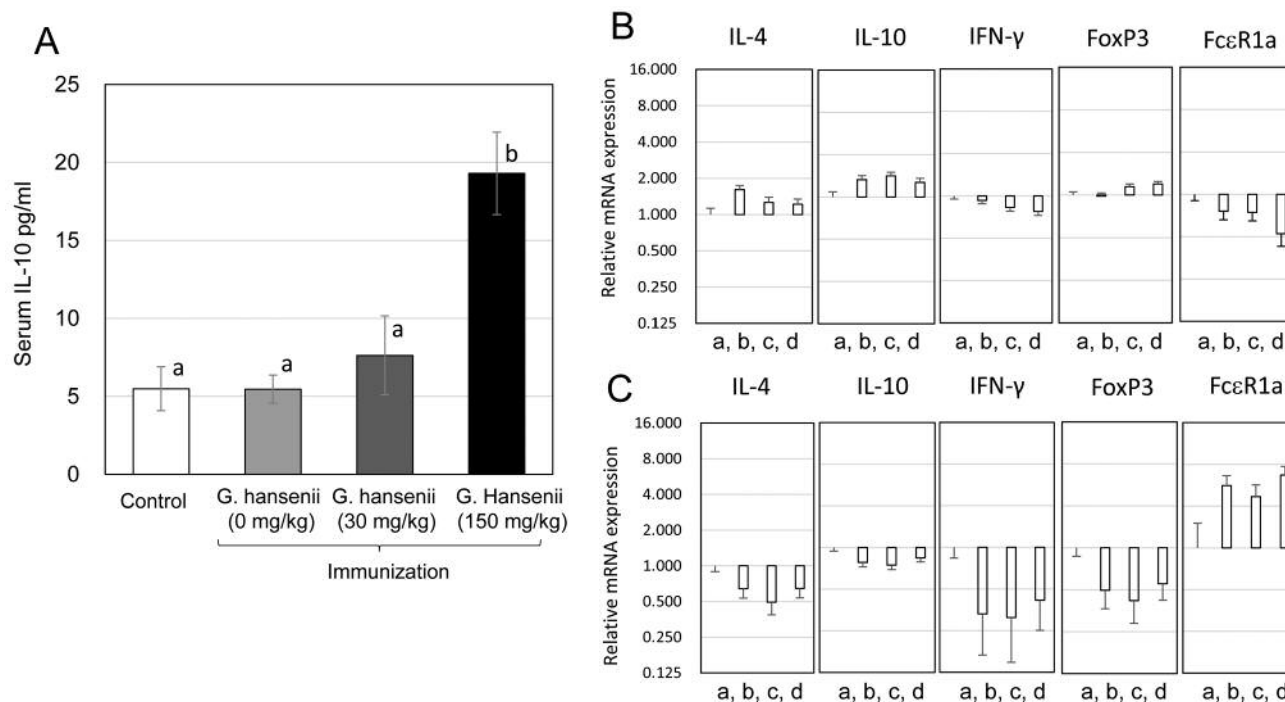 A
Serum IL-10 pg/ml
25
20
15
10
5
0
a
a
a
b
Control
G. hansenii
(0 mg/kg)
G. hansenii
(30 mg/kg)
G. Hansenii
(150 mg/kg)
Immunization
B
IL-4 IL-10 IFN-γ FoxP3 FcεR1a
Relative mRNA expression
16.000
8.000
4.000
2.000
1.000
0.500
0.250
0.125
a, b, c, d a, b, c, d a, b, c, d a, b, c, d a, b, c, d
C
IL-4 IL-10 IFN-γ FoxP3 FcεR1a
Relative mRNA expression
16.000
8.000
4.000
2.000
1.000
0.500
0.250
0.125
a, b, c, d a, b, c, d a, b, c, d a, b, c, d a, b, c, d